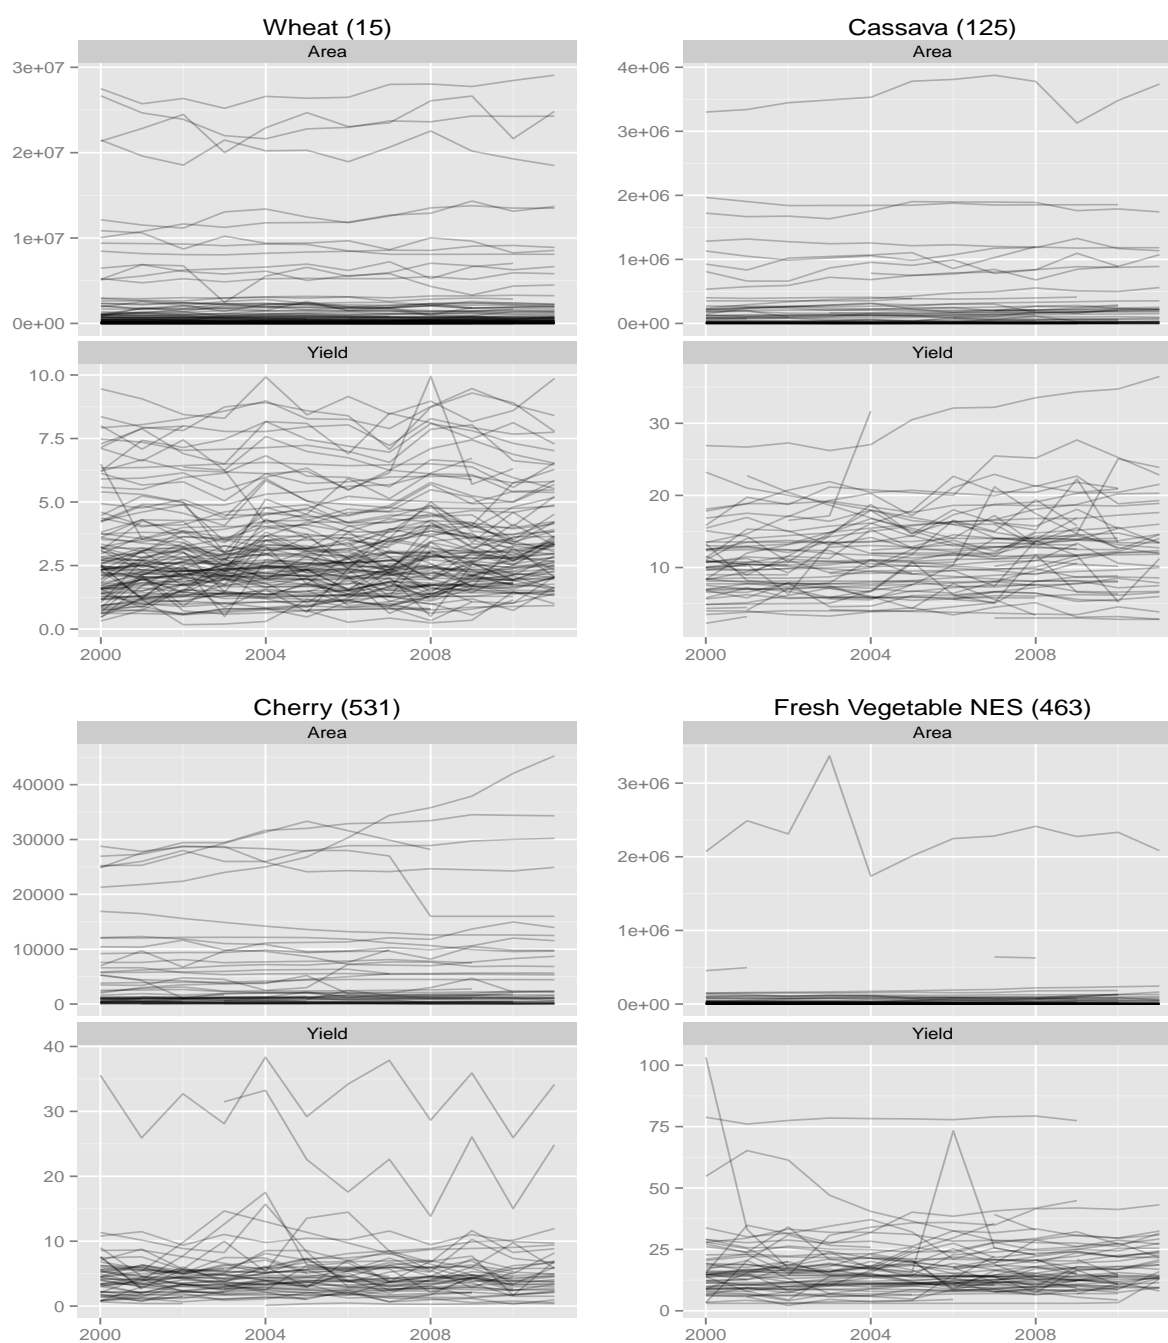 Wheat (15)
Area
3e+07
2e+07
1e+07
0e+00
Yield
10.0
7.5
5.0
2.5
0.0
2000 2004 2008
Cassava (125)
Area
4e+06
3e+06
2e+06
1e+06
0e+00
Yield
30
20
10
2000 2004 2008
Cherry (531)
Area
40000
30000
20000
10000
0
Yield
40
30
20
10
0
2000 2004 2008
Fresh Vegetable NES (463)
Area
3e+06
2e+06
1e+06
0e+00
Yield
100
75
50
25
0
2000 2004 2008